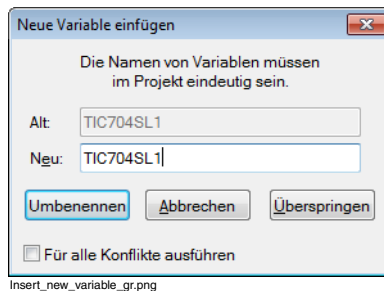 Neue Variable einfügen
Die Namen von Variablen müssen
im Projekt eindeutig sein.
Alt: TIC704SL1
Neu: TIC704SL1
Umbenennen Abbrechen Überspringen
Für alle Konflikte ausführen
Insert_new_variable_gr.png